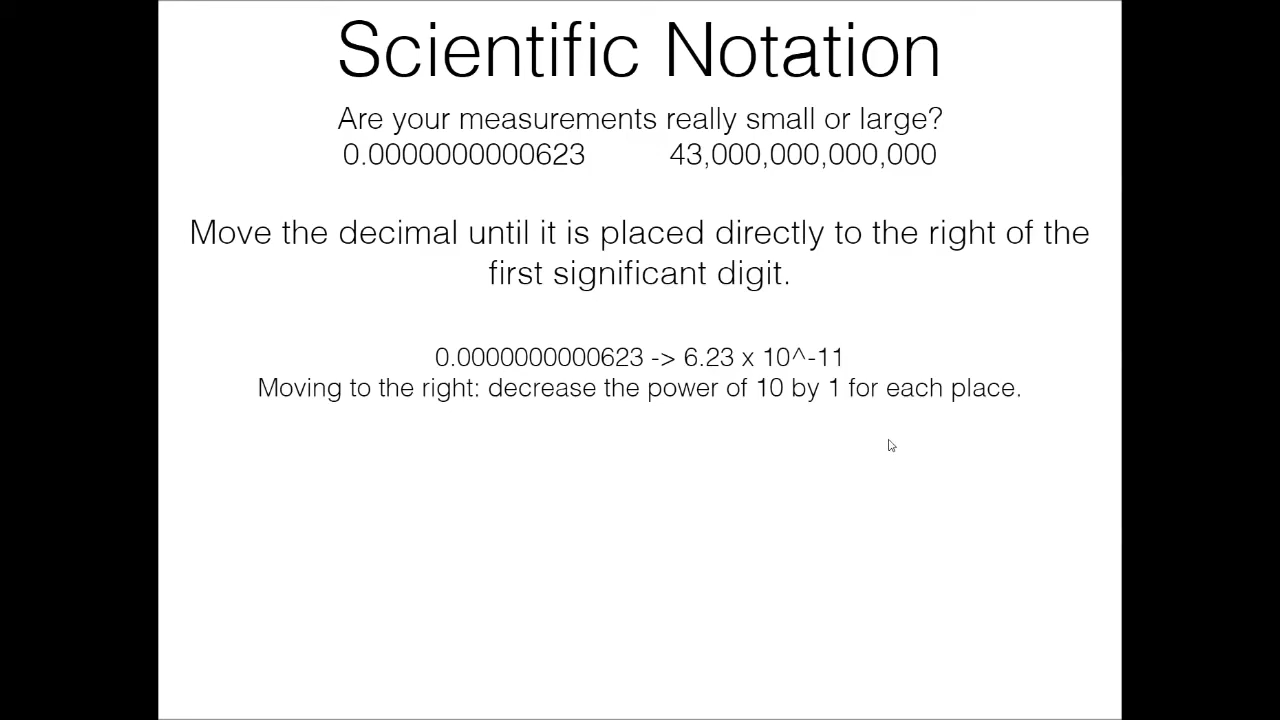 Scientific Notation
Are your measurements really small or large?
0.0000000000623 43,000,000,000,000
Move the decimal until it is placed directly to the right of the
first significant digit.
0.0000000000623 -> 6.23 x 10^-11
Moving to the right: decrease the power of 10 by 1 for each place.